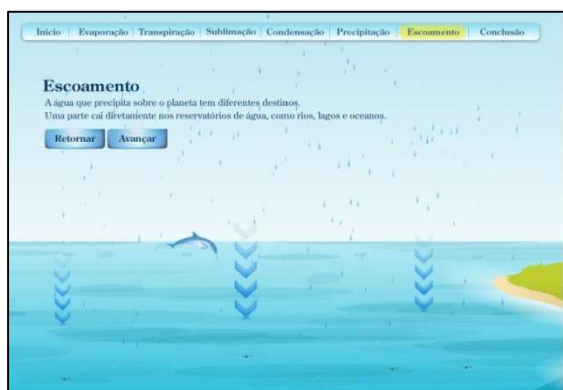 Início Evaporação Transpiração Sublimação Condensação Precipitação Escoamento Conclusão
Escoamento
A água que precipita sobre o planeta tem diferentes destinos.
Uma parte cai diretamente nos reservatórios de água, como rios, lagos e oceanos.
Retornar Avançar